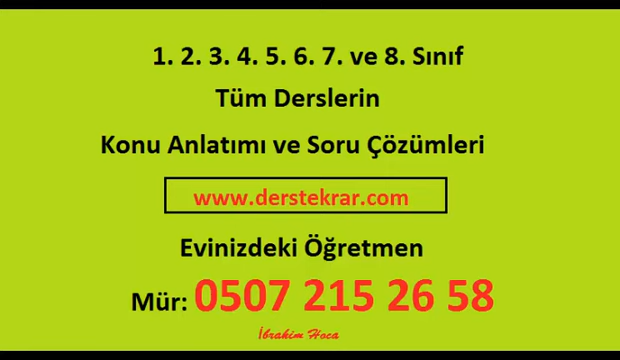 1. 2. 3. 4. 5. 6. 7. ve 8. Sınıf
Tüm Derslerin
Konu Anlatımı ve Soru Çözümleri
www.derstekrar.com
Evinizdeki Öğretmen
Mür: 0507 215 26 58
İbrahim Hoca